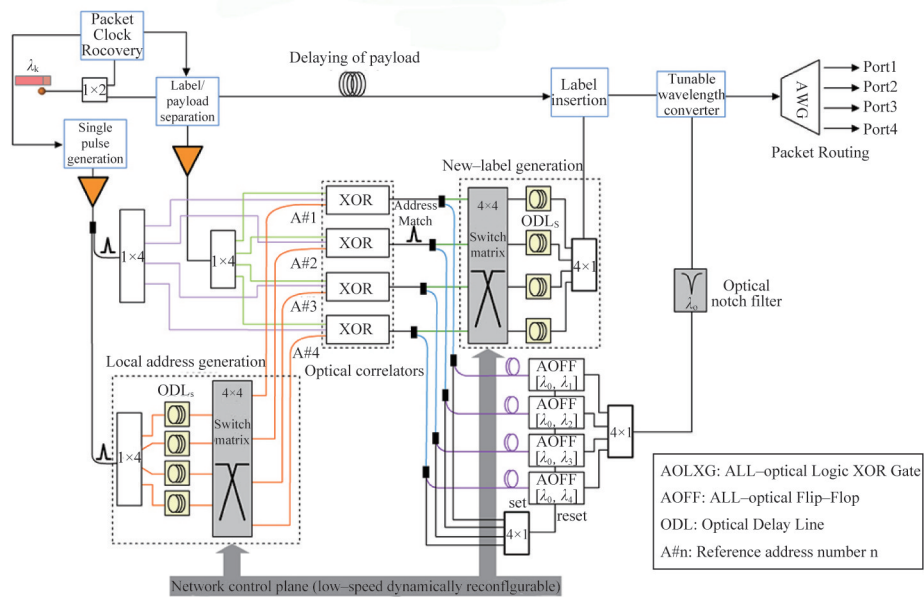 Packet
Clock
Rocovery
λk
1×2
Label/
payload
separation
Delaying of payload
Label
insertion
Tunable
wavelength
converter
AWG
Port1
Port2
Port3
Port4
Packet Routing
Single
pulse
generation
1×4
1×4
XOR
XOR
XOR
XOR
A#1
A#2
A#3
A#4
Optical correlators
Address
Match
New–label generation
4×4
Switch
matrix
ODLs
4×1
Optical
notch filter
λo
Local address generation
ODLs
1×4
4×4
Switch
matrix
AOFF
[λ0, λ1]
AOFF
[λ0, λ2]
AOFF
[λ0, λ3]
AOFF
[λ0, λ4]
4×1
set
reset
4×1
Network control plane (low–speed dynamically reconfigurable)
AOLXG: ALL–optical Logic XOR Gate
AOFF: ALL–optical Flip–Flop
ODL: Optical Delay Line
A#n: Reference address number n